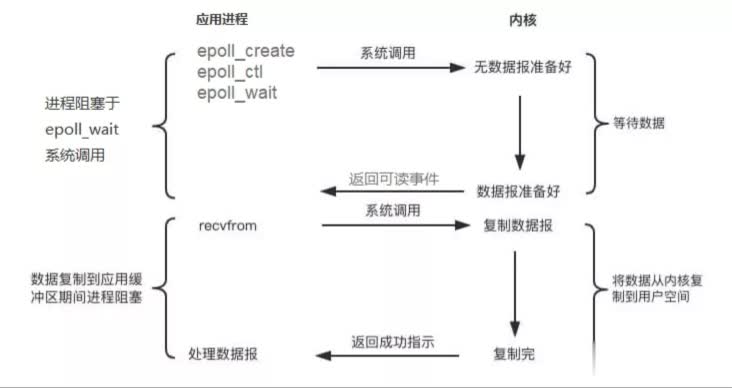 应用进程
内核
epoll_create
epoll_ctl
epoll_wait
系统调用
无数据报准备好
进程阻塞于
epoll_wait
系统调用
等待数据
返回可读事件
数据报准备好
recvfrom
系统调用
复制数据报
数据复制到应用缓
冲区期间进程阻塞
将数据从内核复
制到用户空间
处理数据报
返回成功指示
复制完